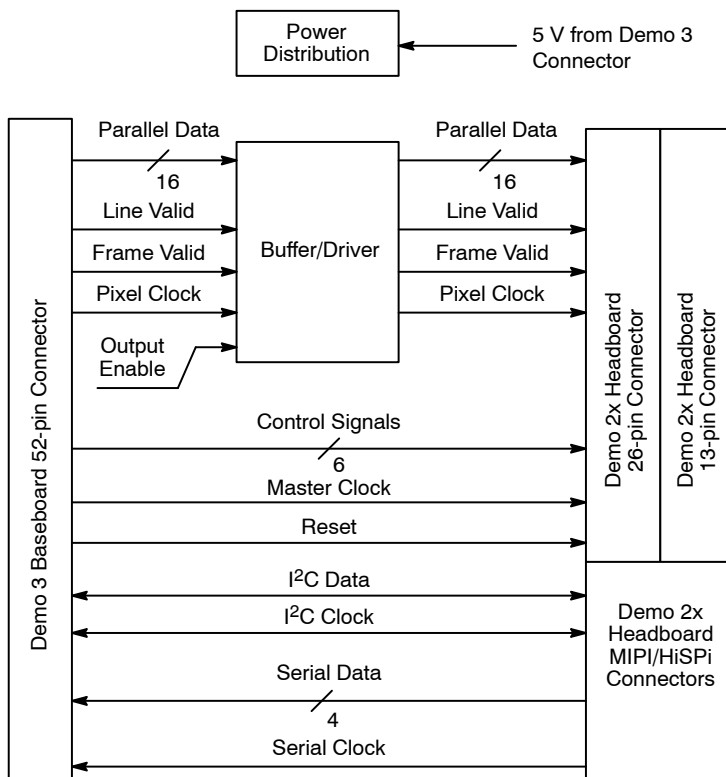 Power
Distribution
5 V from Demo 3
Connector
Parallel Data
16
Line Valid
Frame Valid
Pixel Clock
Output
Enable
Buffer/Driver
Parallel Data
16
Line Valid
Frame Valid
Pixel Clock
Control Signals
6
Master Clock
Reset
I²C Data
I²C Clock
Serial Data
4
Serial Clock
Demo 3 Baseboard 52-pin Connector
Demo 2x Headboard
26-pin Connector
Demo 2x Headboard
13-pin Connector
Demo 2x
Headboard
MIPI/HiSPi
Connectors